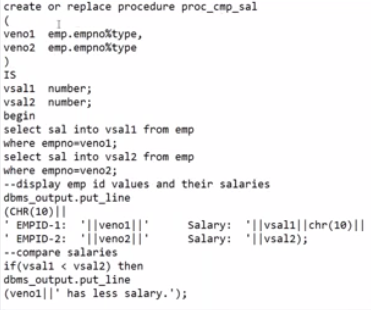 create or replace procedure proc_cmp_sal
(
veno1  emp.empno%type,
veno2  emp.empno%type
)
IS
vsal1  number;
vsal2  number;
begin
select sal into vsal1 from emp
where empno=veno1;
select sal into vsal2 from emp
where empno=veno2;
--display emp id values and their salaries
dbms_output.put_line
(CHR(10)||
' EMPID-1:  '||veno1||'      Salary:  '||vsal1||chr(10)||
' EMPID-2:  '||veno2||'      Salary:  '||vsal2);
--compare salaries
if(vsal1 < vsal2) then
dbms_output.put_line
(veno1||' has less salary.');